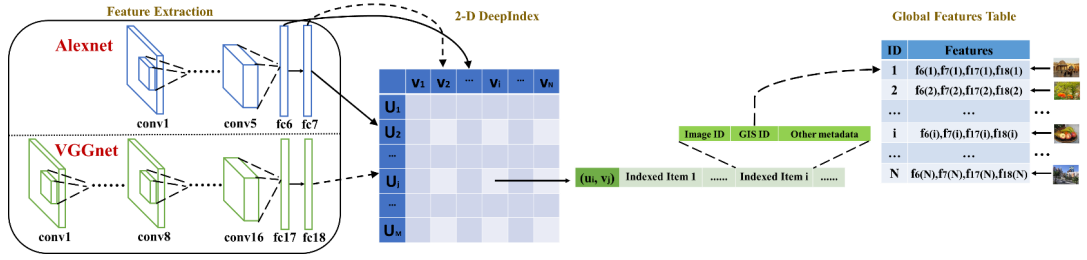 Feature Extraction
Alexnet
conv1
conv5
fc6
fc7
VGGnet
conv1
conv8
conv16
fc17
fc18
2-D DeepIndex
V1 V2 ... Vi ... VN
U1
U2
...
Uj
...
UM
(ui, vj) Indexed Item 1 ...... Indexed Item i ......
Image ID GIS ID Other metadata
Global Features Table
ID Features
1 f6(1),f7(1),f17(1),f18(1)
2 f6(2),f7(2),f17(2),f18(2)
... ... ...
i f6(i),f7(i),f17(i),f18(i)
... ... ...
N f6(N),f7(N),f17(N),f18(N)